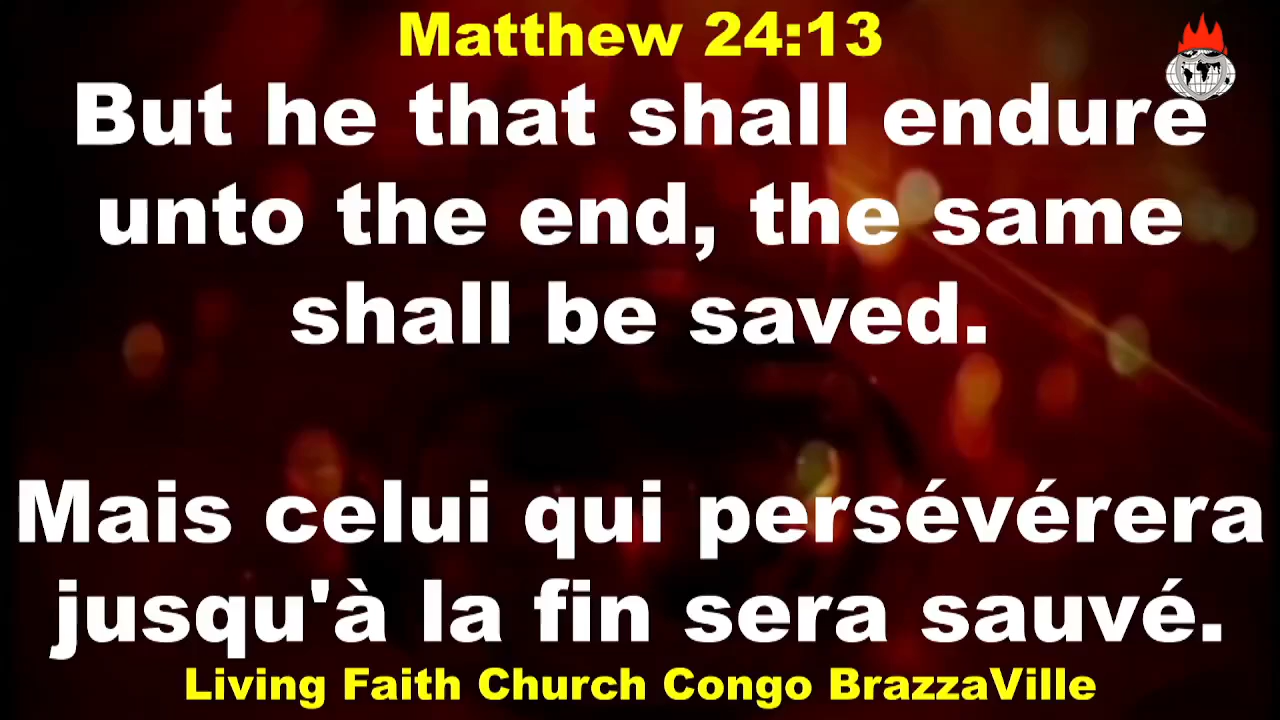 Matthew 24:13
But he that shall endure
unto the end, the same
shall be saved.
Mais celui qui persévérera
jusqu'à la fin sera sauvé.
Living Faith Church Congo BrazzaVille